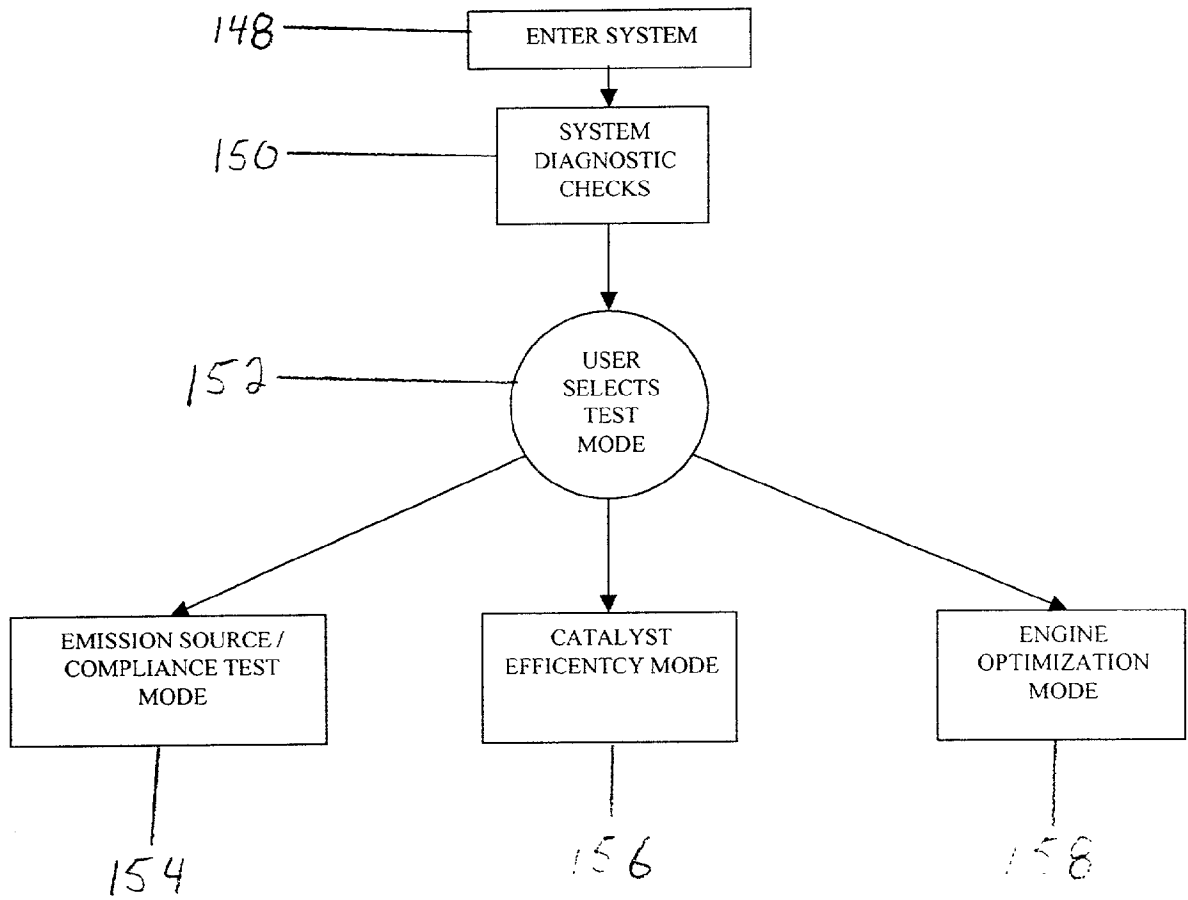 148
ENTER SYSTEM
150
SYSTEM
DIAGNOSTIC
CHECKS
152
USER
SELECTS
TEST
MODE
EMISSION SOURCE /
COMPLIANCE TEST
MODE
CATALYST
EFFICENTCY MODE
ENGINE
OPTIMIZATION
MODE
154
156
158